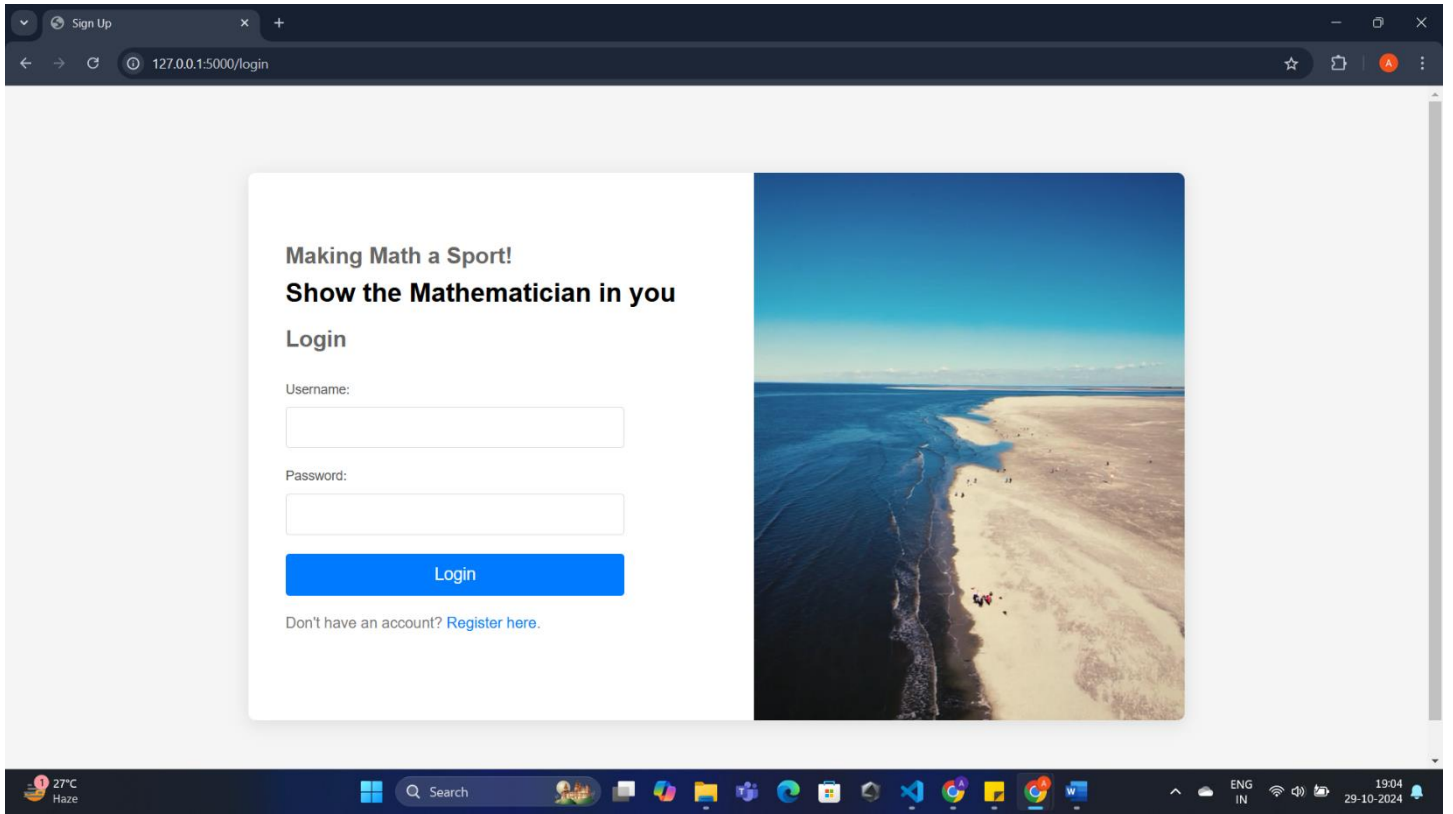 Sign Up
127.0.0.1:5000/login
A
Making Math a Sport!
Show the Mathematician in you
Login
Username:
Password:
Login
Don't have an account? Register here.
1
27°C
Haze
Search
A
W
ENG
IN
19:04
29-10-2024